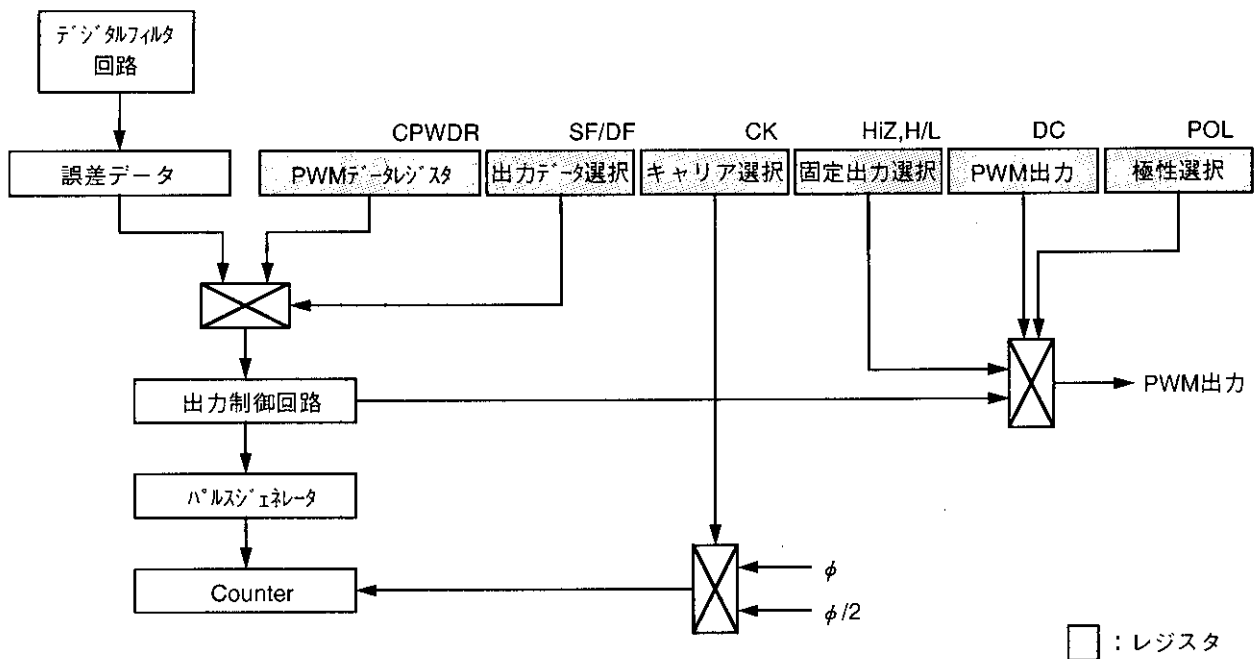 デジタルフィルタ
回路
CPWDR SF/DF CK HiZ,H/L DC POL
誤差データ PWMデータレジスタ 出力データ選択 キャリア選択 固定出力選択 PWM出力 極性選択
出力制御回路
PWM出力
パルスジェネレータ
Counter
φ
φ/2
：レジスタ